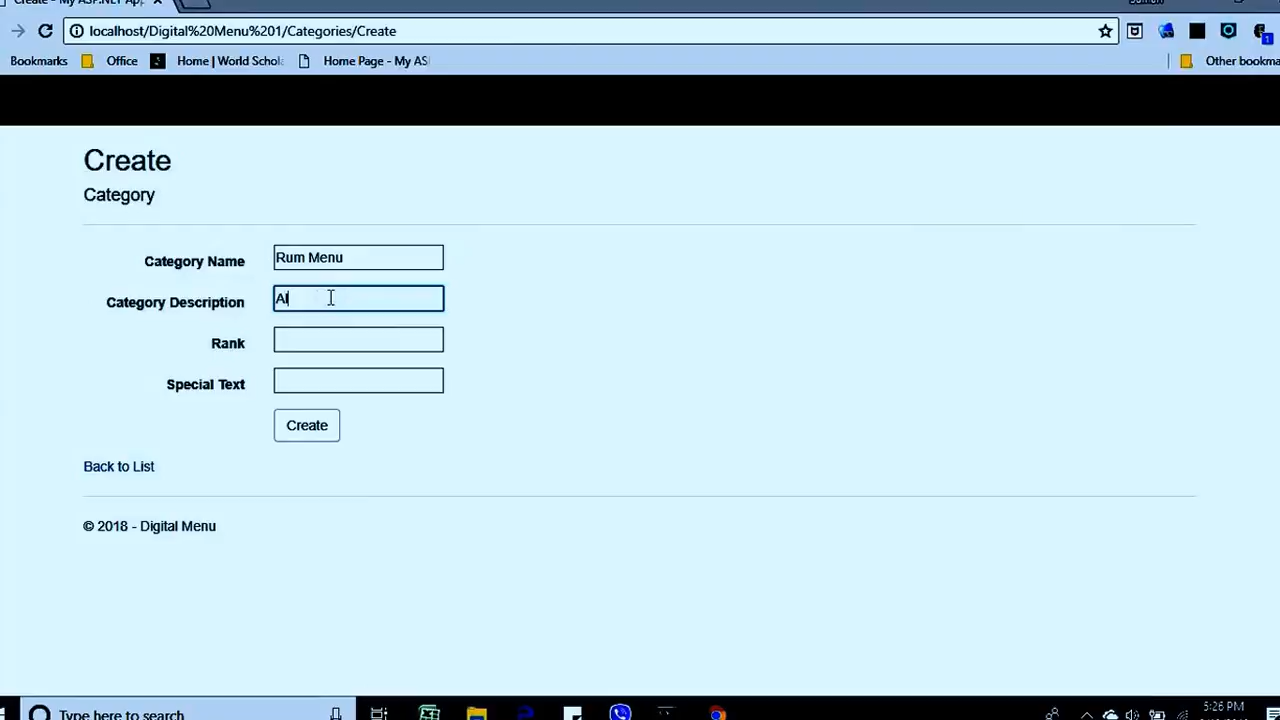 Create - My ASP.NET App
localhost/Digital%20Menu%201/Categories/Create
Bookmarks Office Home | World Schol Home Page - My AS Other bookma
Create
Category
Category Name Rum Menu
Category Description Al
Rank
Special Text
Create
Back to List
© 2018 - Digital Menu
Type here to search 5:26 PM